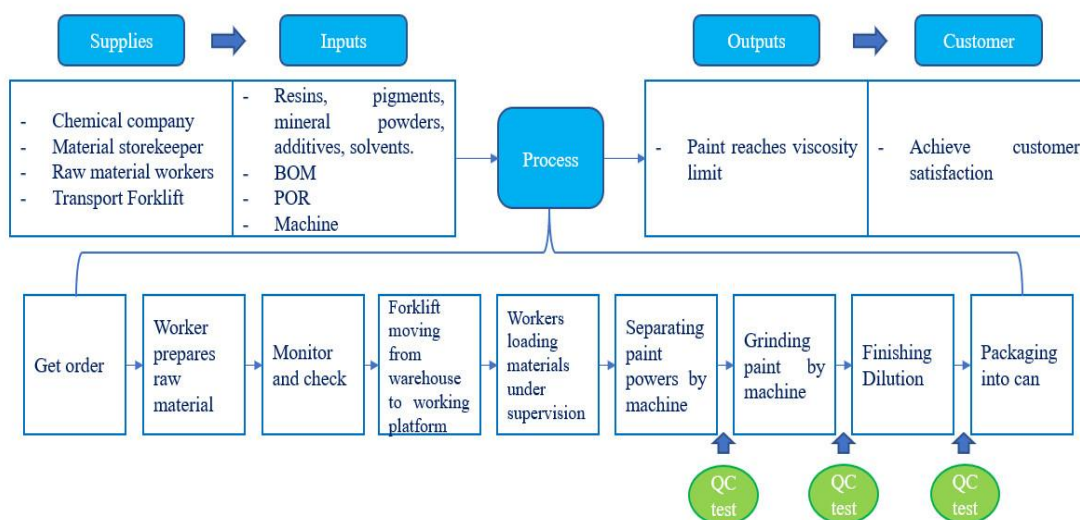 Supplies
Inputs
Outputs
Customer
- Chemical company
- Material storekeeper
- Raw material workers
- Transport Forklift
- Resins, pigments,
mineral powders,
additives, solvents.
- BOM
- POR
- Machine
Process
- Paint reaches viscosity
limit
- Achieve customer
satisfaction
Get order
Worker
prepares
raw
material
Monitor
and check
Forklift
moving
from
warehouse
to working
platform
Workers
loading
materials
under
supervision
Separating
paint
powers by
machine
Grinding
paint by
machine
Finishing
Dilution
Packaging
into can
QC
test
QC
test
QC
test